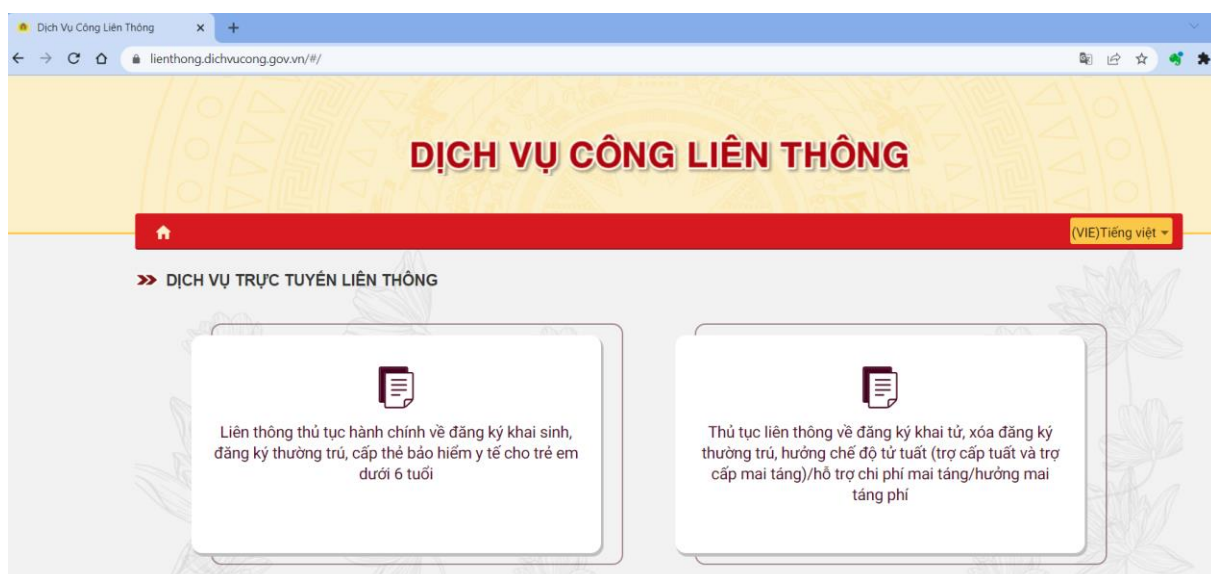 Dịch Vụ Công Liên Thông
lienthong.dichvucong.gov.vn/#/
DỊCH VỤ CÔNG LIÊN THÔNG
(VIE)Tiếng việt
DỊCH VỤ TRỰC TUYẾN LIÊN THÔNG
Liên thông thủ tục hành chính về đăng ký khai sinh,
đăng ký thường trú, cấp thẻ bảo hiểm y tế cho trẻ em
dưới 6 tuổi
Thủ tục liên thông về đăng ký khai tử, xóa đăng ký
thường trú, hưởng chế độ tử tuất (trợ cấp tuất và trợ
cấp mai táng)/hỗ trợ chi phí mai táng/hưởng mai
táng phí